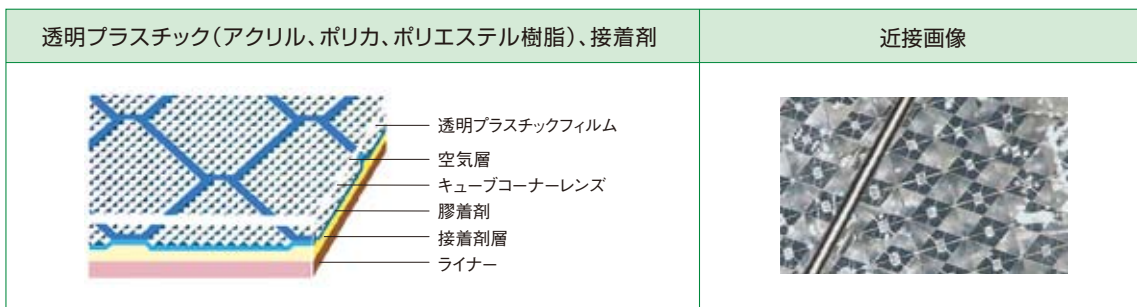 透明プラスチック（アクリル、ポリカ、ポリエステル樹脂）、接着剤
近接画像
透明プラスチックフィルム
空気層
キューブコーナーレンズ
膠着剤
接着剤層
ライナー